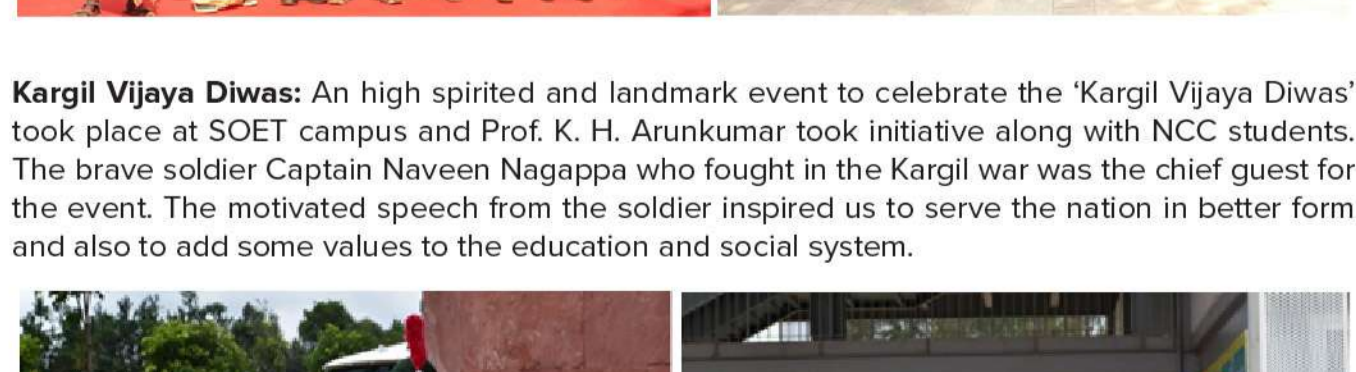 Kargil Vijaya Diwas: An high spirited and landmark event to celebrate the ‘Kargil Vijaya Diwas’
took place at SOET campus and Prof. K. H. Arunkumar took initiative along with NCC students.
The brave soldier Captain Naveen Nagappa who fought in the Kargil war was the chief guest for
the event. The motivated speech from the soldier inspired us to serve the nation in better form
and also to add some values to the education and social system.